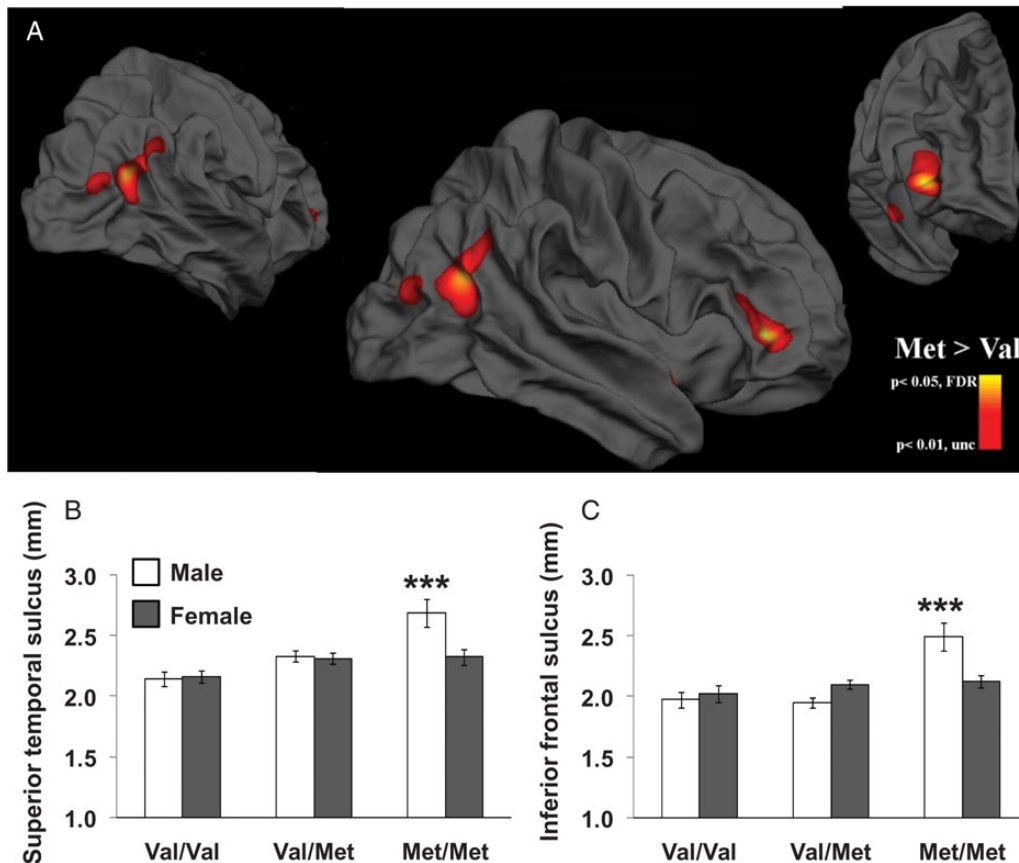 A
Met > Val
p< 0.05, FDR
p< 0.01, unc
B
Superior temporal sulcus (mm)
Male
Female
3.0
2.5
2.0
1.5
1.0
***
Val/Val Val/Met Met/Met
C
Inferior frontal sulcus (mm)
3.0
2.5
2.0
1.5
1.0
***
Val/Val Val/Met Met/Met